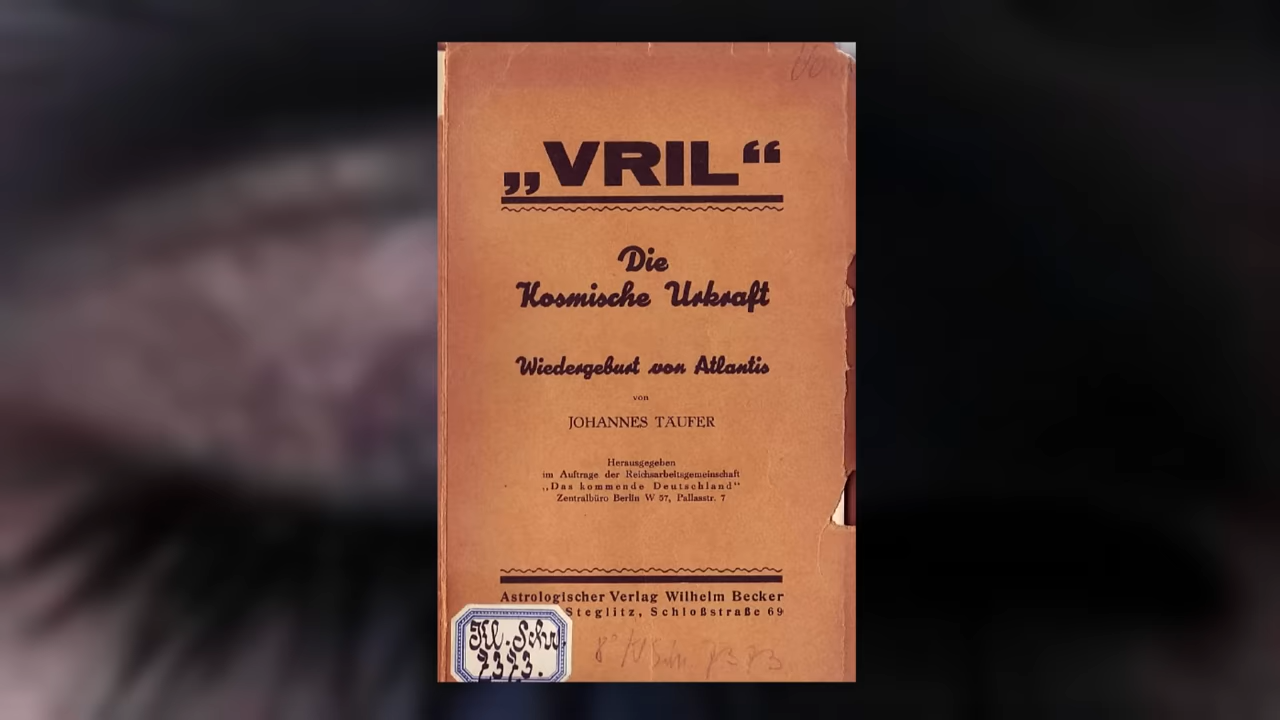 „VRIL“
Die
Kosmische Urkraft
Wiedergeburt von Atlantis
von
JOHANNES TÄUFER
Herausgegeben
im Auftrage der Reichsarbeitsgemeinschaft
„Das kommende Deutschland“
Zentralbüro Berlin W 57, Pallasstr. 7
Astrologischer Verlag Wilhelm Becker
Steglitz, Schloßstraße 69
Kl. Schr.
7373.